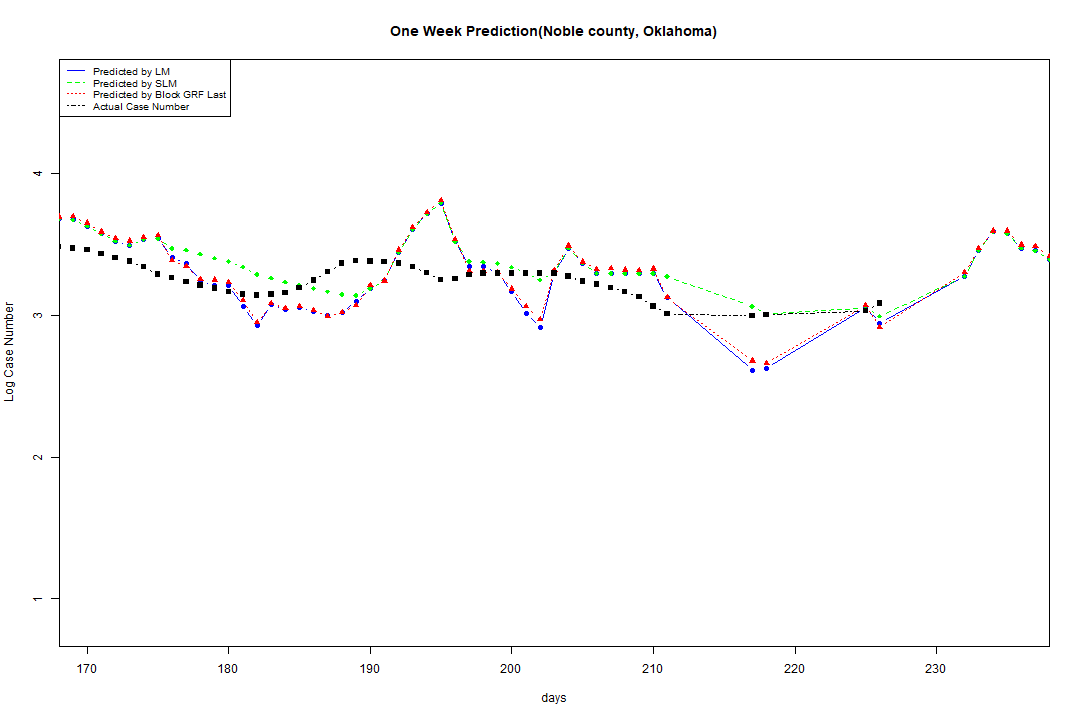 One Week Prediction(Noble county, Oklahoma)
Predicted by LM
Predicted by SLM
Predicted by Block GRF Last
Actual Case Number
4
3
2
1
Log Case Number
170 180 190 200 210 220 230
days